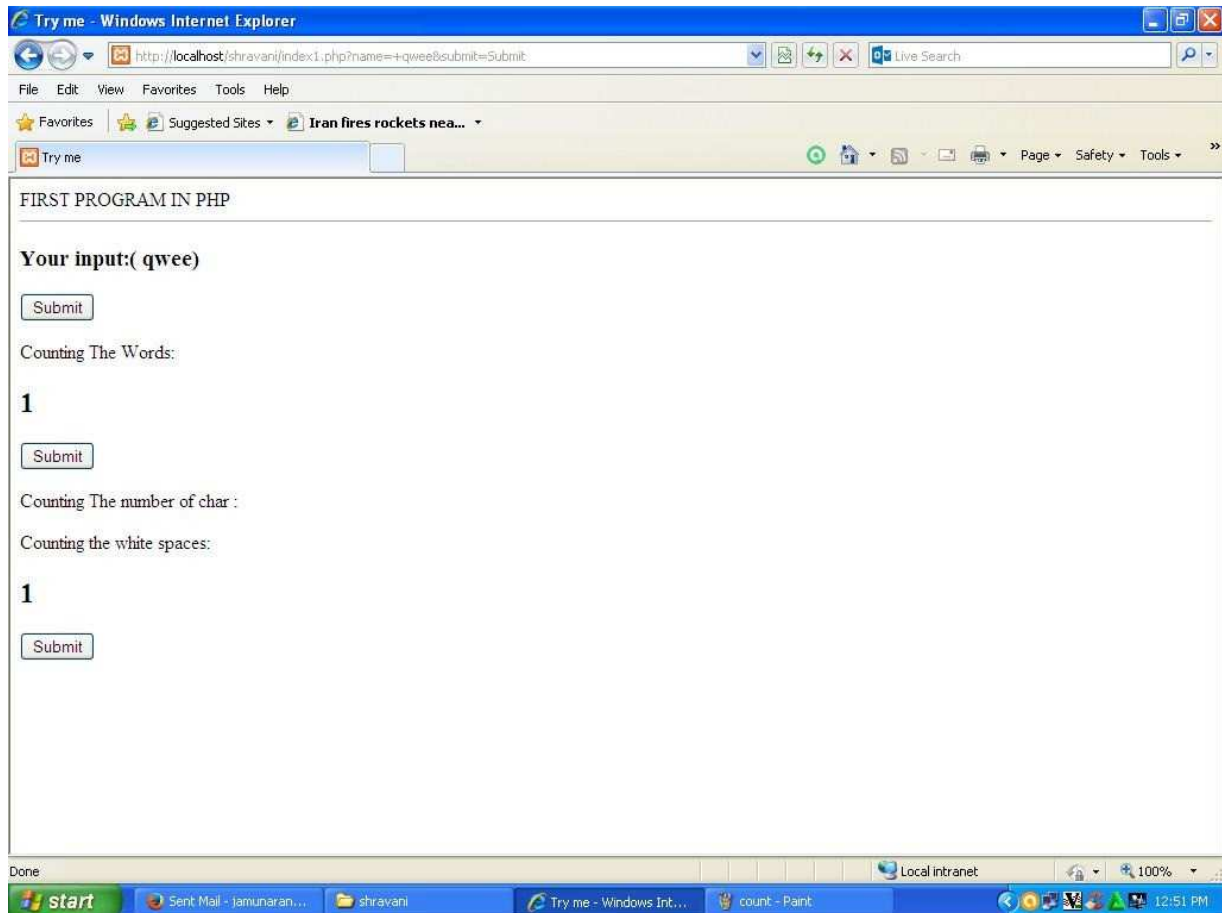 Try me - Windows Internet Explorer
http://localhost/shravani/index1.php?name=+qwee&submit=Submit
Live Search
File Edit View Favorites Tools Help
Favorites Suggested Sites Iran fires rockets nea...
Try me Page Safety Tools »
FIRST PROGRAM IN PHP
Your input:( qwee)
Submit
Counting The Words:
1
Submit
Counting The number of char :
Counting the white spaces:
1
Submit
Done Local intranet 100%
start Sent Mail - jamunaran... shravani Try me - Windows Int... count - Paint 12:51 PM